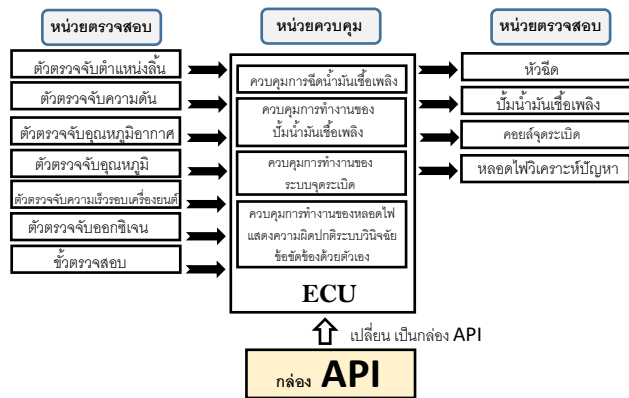 หน่วยตรวจสอบ
หน่วยควบคุม
หน่วยตรวจสอบ
ตัวตรวจจับตำแหน่งลิ้น
ตัวตรวจจับความดัน
ตัวตรวจจับอุณหภูมิอากาศ
ตัวตรวจจับอุณหภูมิ
ตัวตรวจจับความเร็วรอบเครื่องยนต์
ตัวตรวจจับออกซิเจน
ขั้วตรวจสอบ
ควบคุมการฉีดน้ำมันเชื้อเพลิง
ควบคุมการทำงานของ
ปั้มน้ำมันเชื้อเพลิง
ควบคุมการทำงานของ
ระบบจุดระเบิด
ควบคุมการทำงานของหลอดไฟ
แสดงความผิดปกติระบบวินิจฉัย
ข้อขัดข้องด้วยตัวเอง
ECU
หัวฉีด
ปั้มน้ำมันเชื้อเพลิง
คอยล์จุดระเบิด
หลอดไฟวิเคราะห์ปัญหา
เปลี่ยน เป็นกล่อง API
กล่อง API